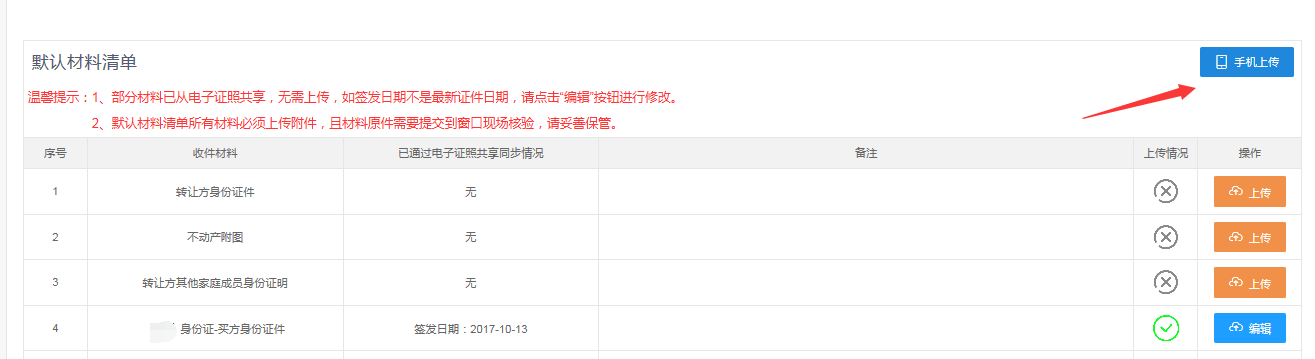 默认材料清单
手机上传
温馨提示：1、部分材料已从电子证照共享，无需上传，如签发日期不是最新证件日期，请点击“编辑”按钮进行修改。
2、默认材料清单所有材料必须上传附件，且材料原件需要提交到窗口现场核验，请妥善保管。
序号 收件材料 已通过电子证照共享同步情况 备注 上传情况 操作
1 转让方身份证件 无 上传
2 不动产附图 无 上传
3 转让方其他家庭成员身份证明 无 上传
4 身份证-买方身份证件 签发日期：2017-10-13 编辑